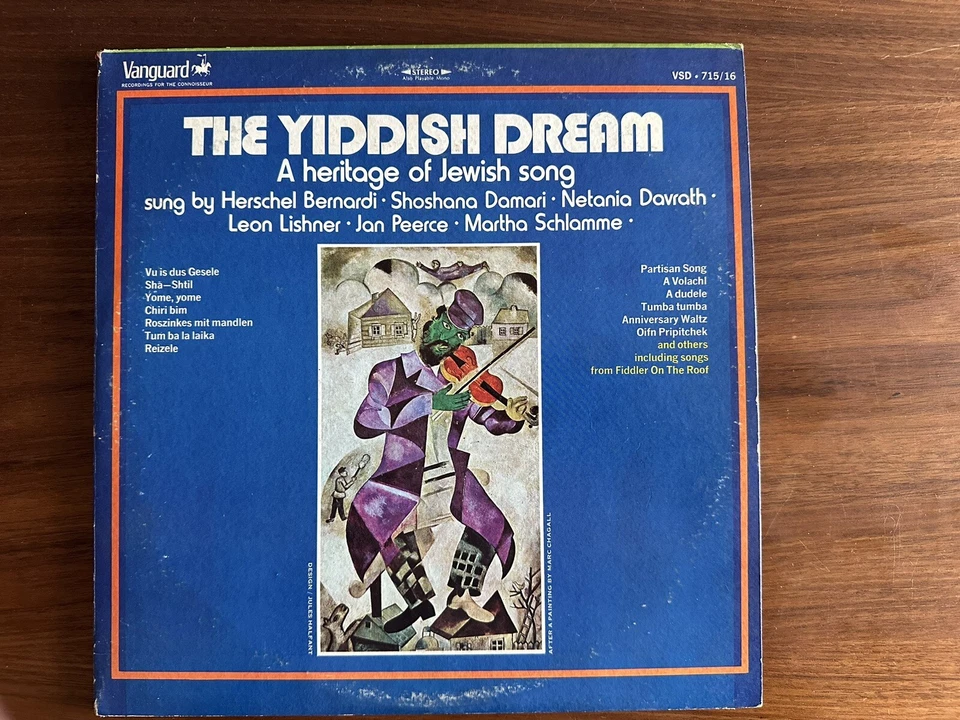 Vanguard
RECORDINGS FOR THE CONNOISSEUR
STEREO
Also Playable Mono
VSD • 715/16
THE YIDDISH DREAM
A heritage of Jewish song
sung by Herschel Bernardi • Shoshana Damari • Netania Davrath •
Leon Lishner • Jan Peerce • Martha Schlamme •
Vu is dus Gesele
Sha—Shtil
Yome, yome
Chiri bim
Roszinkes mit mandlen
Tum ba la laika
Reizele
Partisan Song
A Volachl
A dudele
Tumba tumba
Anniversary Waltz
Oifn Pripitchek
and others
including songs
from Fiddler On The Roof
DESIGN / JULES HALFANT
AFTER A PAINTING BY MARC CHAGALL